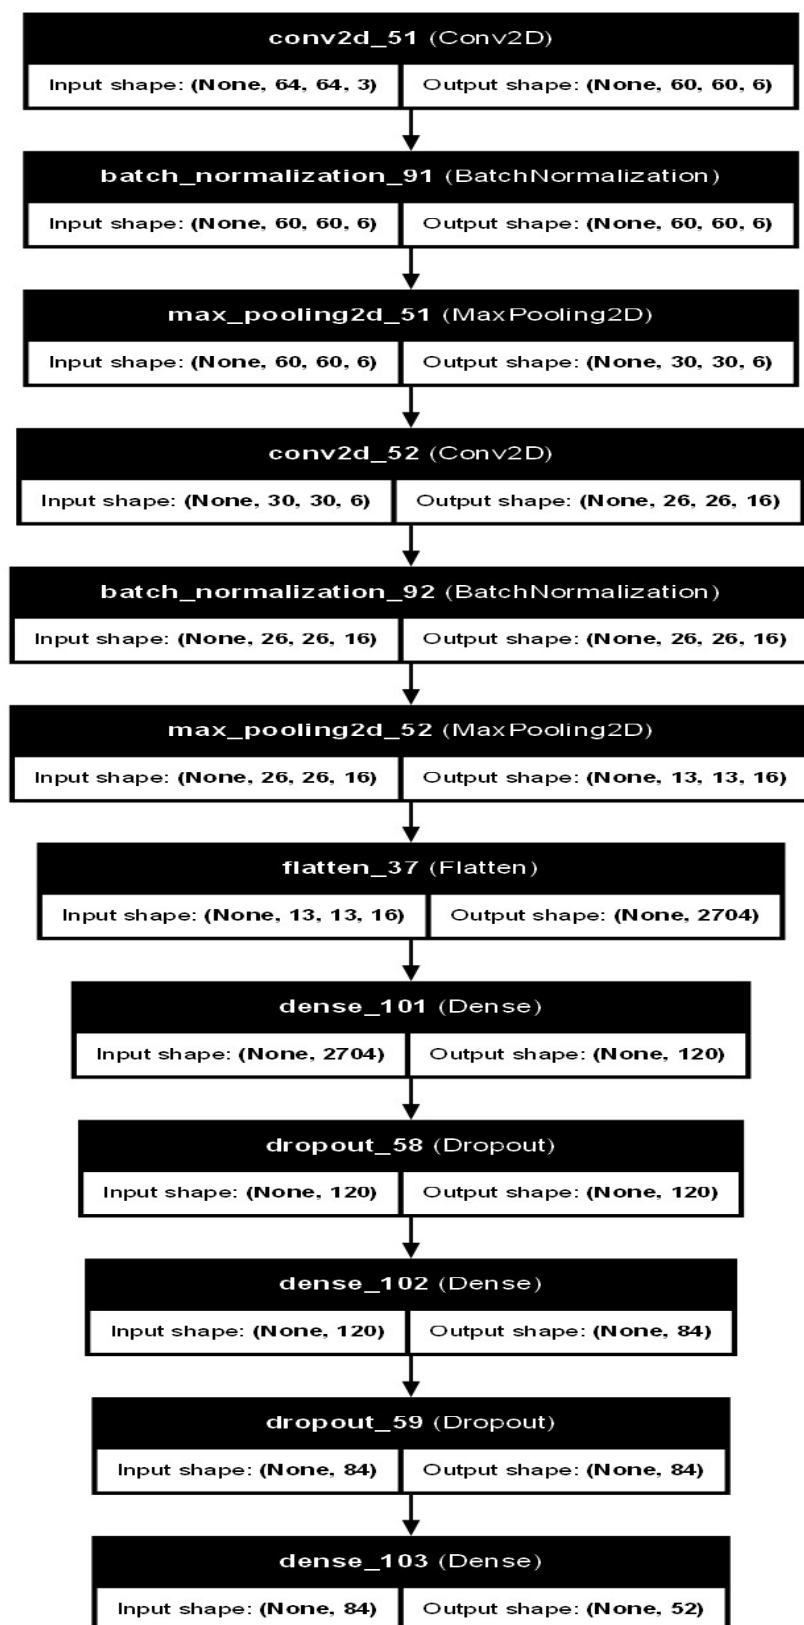 conv2d_51 (Conv2D)
Input shape: (None, 64, 64, 3) Output shape: (None, 60, 60, 6)
batch_normalization_91 (BatchNormalization)
Input shape: (None, 60, 60, 6) Output shape: (None, 60, 60, 6)
max_pooling2d_51 (MaxPooling2D)
Input shape: (None, 60, 60, 6) Output shape: (None, 30, 30, 6)
conv2d_52 (Conv2D)
Input shape: (None, 30, 30, 6) Output shape: (None, 26, 26, 16)
batch_normalization_92 (BatchNormalization)
Input shape: (None, 26, 26, 16) Output shape: (None, 26, 26, 16)
max_pooling2d_52 (MaxPooling2D)
Input shape: (None, 26, 26, 16) Output shape: (None, 13, 13, 16)
flatten_37 (Flatten)
Input shape: (None, 13, 13, 16) Output shape: (None, 2704)
dense_101 (Dense)
Input shape: (None, 2704) Output shape: (None, 120)
dropout_58 (Dropout)
Input shape: (None, 120) Output shape: (None, 120)
dense_102 (Dense)
Input shape: (None, 120) Output shape: (None, 84)
dropout_59 (Dropout)
Input shape: (None, 84) Output shape: (None, 84)
dense_103 (Dense)
Input shape: (None, 84) Output shape: (None, 52)